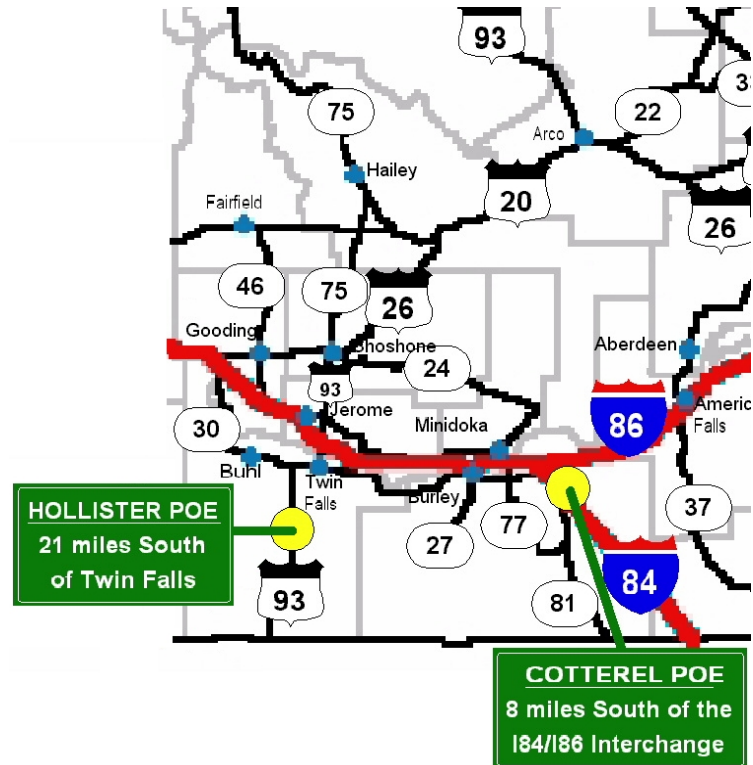 93
75
22
33
Arco
Hailey
20
26
Fairfield
46
75
26
Gooding
Shoshone
Aberdeen
93
24
Jerome
Minidoka
86
Falls
30
Buhl
Twin
Falls
Burley
HOLLISTER POE
21 miles South
of Twin Falls
27
77
37
93
84
81
COTTEREL POE
8 miles South of the
I84/I86 Interchange